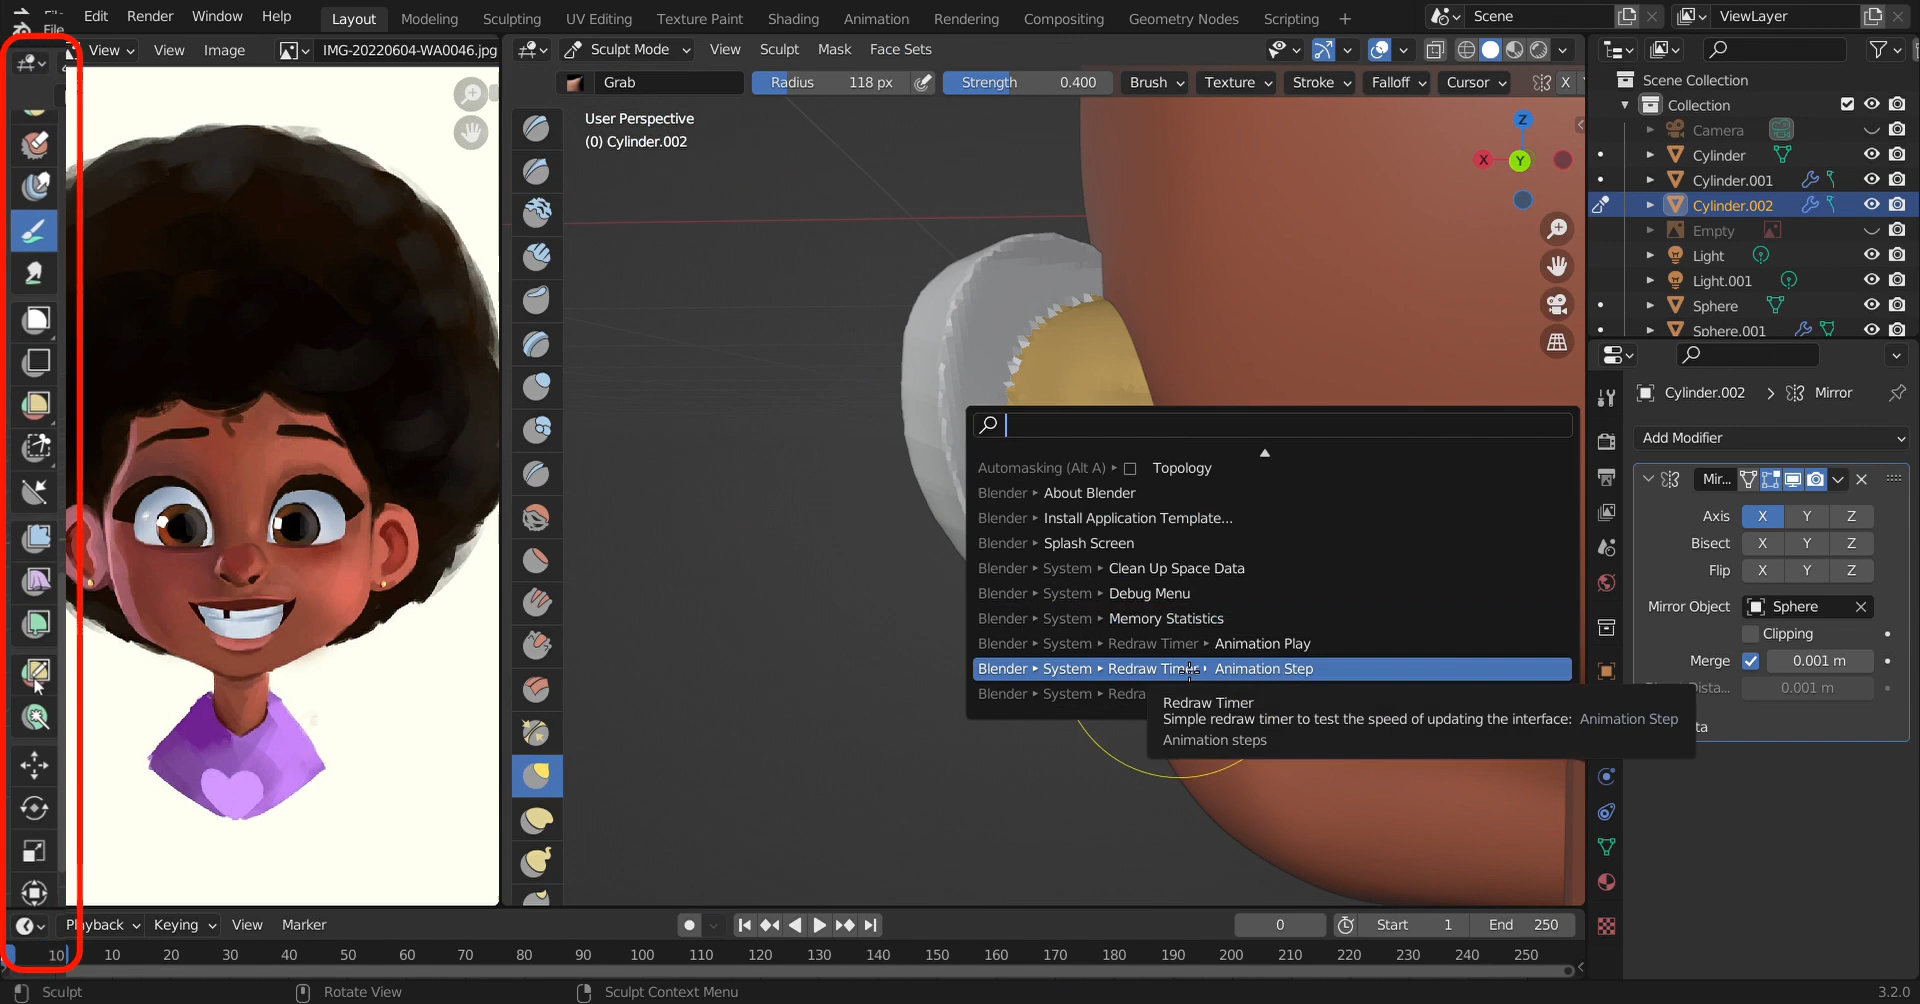 File
Edit Render Window Help
Layout Modeling Sculpting UV Editing Texture Paint Shading Animation Rendering Compositing Geometry Nodes Scripting +
Scene
ViewLayer
File
View View Image IMG-20220604-WA0046.jpg
Sculpt Mode View Sculpt Mask Face Sets
Grab Radius 118 px Strength 0.400 Brush Texture Stroke Falloff Cursor X
User Perspective
(0) Cylinder.002
Z
X Y
Scene Collection
Collection
Camera
Cylinder
Cylinder.001
Cylinder.002
Empty
Light
Light.001
Sphere
Sphere.001
Cylinder.002 > Mirror
Add Modifier
Mir...
Axis X Y Z
Bisect X Y Z
Flip X Y Z
Mirror Object Sphere
Clipping
Merge 0.001 m
Dista... 0.001 m
ta
Automasking (Alt A) ▸ Topology
Blender ▸ About Blender
Blender ▸ Install Application Template...
Blender ▸ Splash Screen
Blender ▸ System ▸ Clean Up Space Data
Blender ▸ System ▸ Debug Menu
Blender ▸ System ▸ Memory Statistics
Blender ▸ System ▸ Redraw Timer ▸ Animation Play
Blender ▸ System ▸ Redraw Timer ▸ Animation Step
Blender ▸ System ▸ Redra
Redraw Timer
Simple redraw timer to test the speed of updating the interface: Animation Step
Animation steps
Playback Keying View Marker
0 Start 1 End 250
10 10 20 30 40 50 60 70 80 90 100 110 120 130 140 150 160 170 180 190 200 210 220 230 240 250
Sculpt Rotate View Sculpt Context Menu 3.2.0